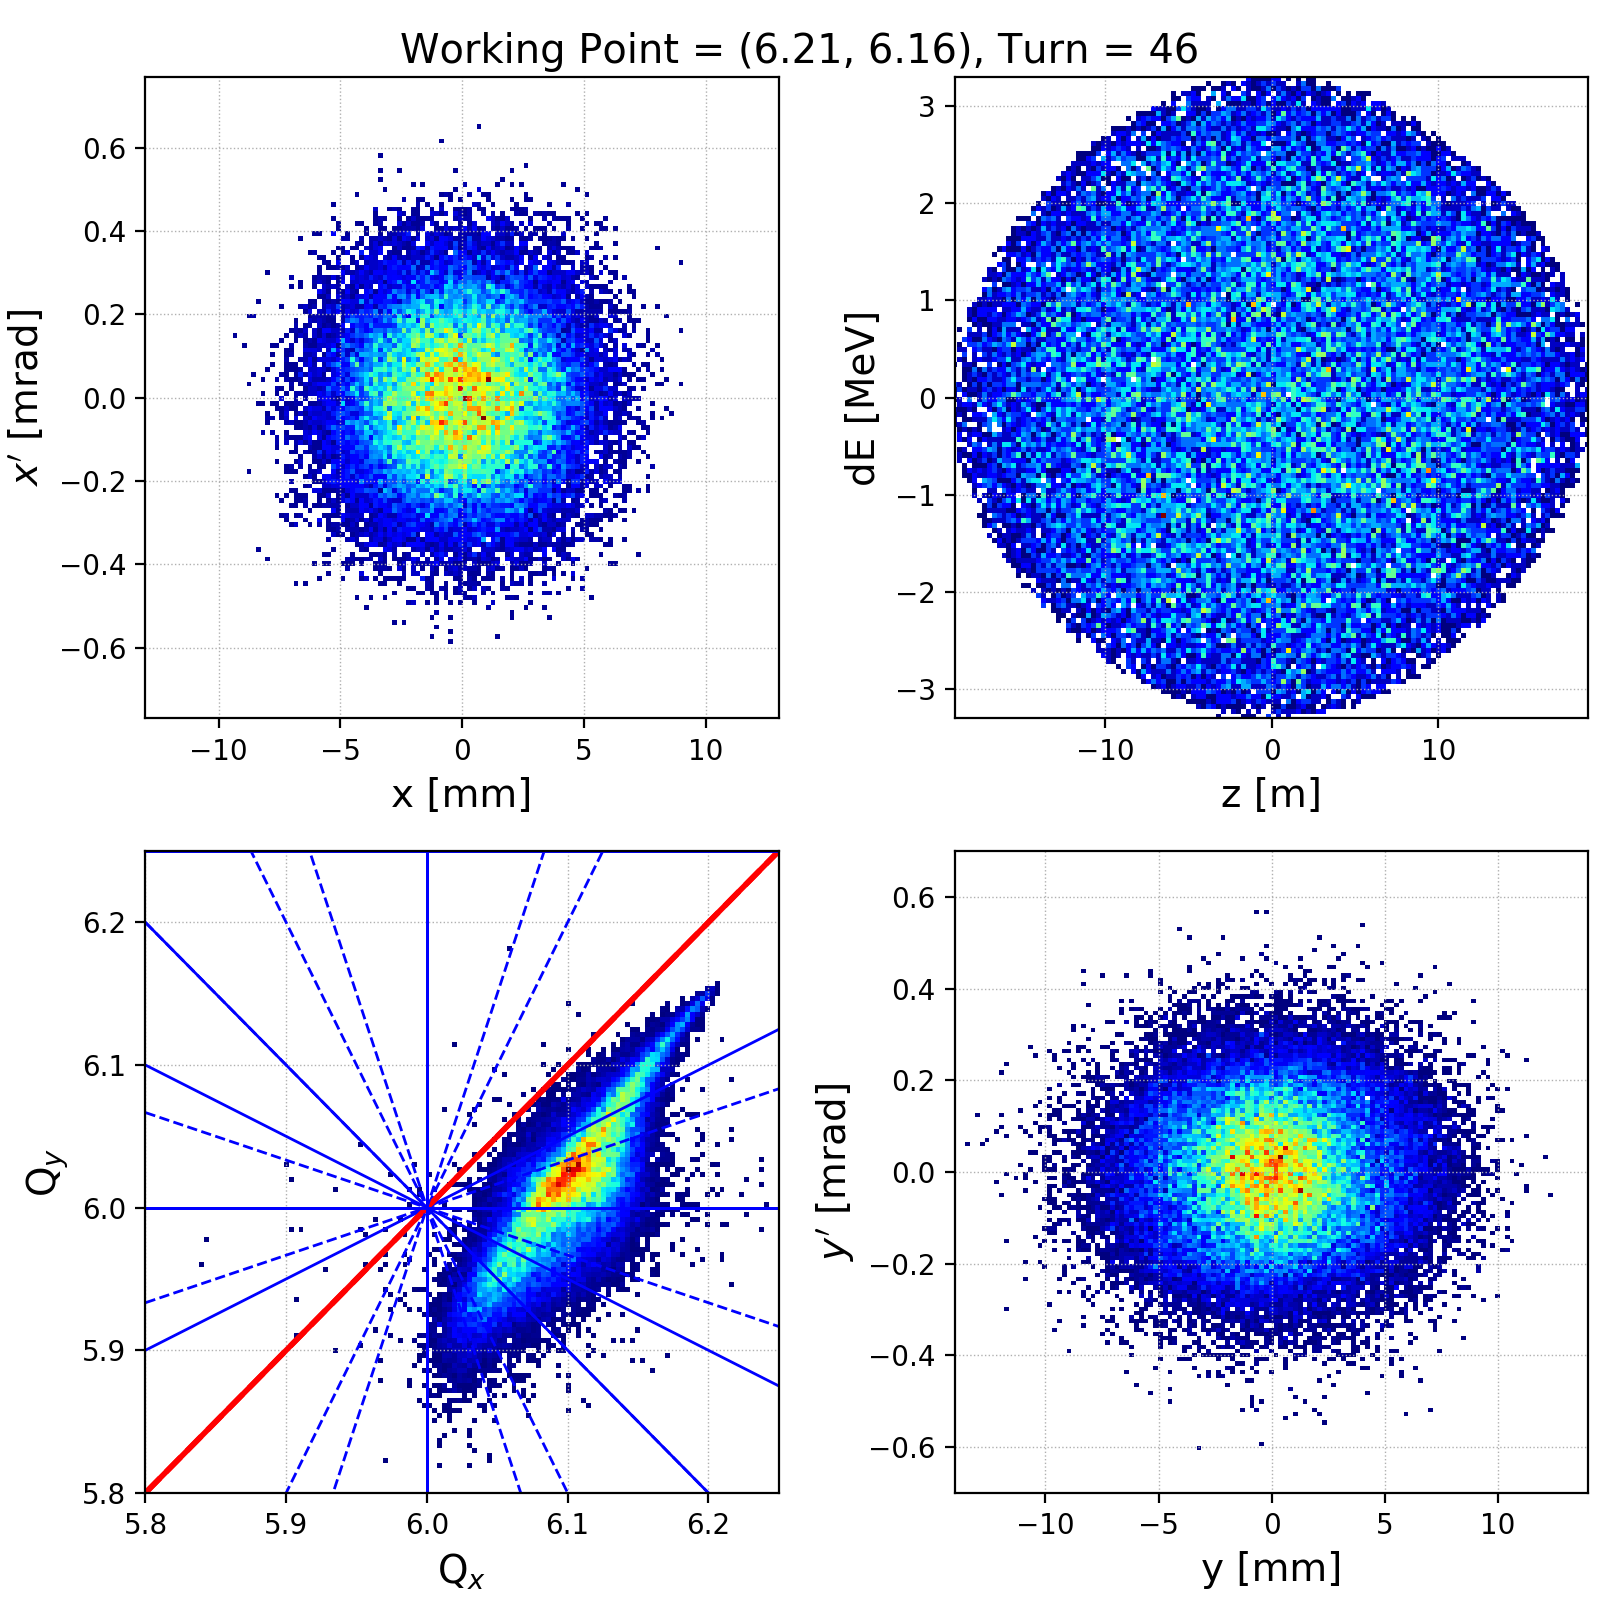 Working Point = (6.21, 6.16), Turn = 46
0.6
0.4
0.2
0.0
−0.2
−0.4
−0.6
x′ [mrad]
−10 −5 0 5 10
x [mm]
3
2
1
0
−1
−2
−3
dE [MeV]
−10 0 10
z [m]
6.2
6.1
6.0
5.9
5.8
Qy
5.8 5.9 6.0 6.1 6.2
Qx
0.6
0.4
0.2
0.0
−0.2
−0.4
−0.6
y′ [mrad]
−10 −5 0 5 10
y [mm]